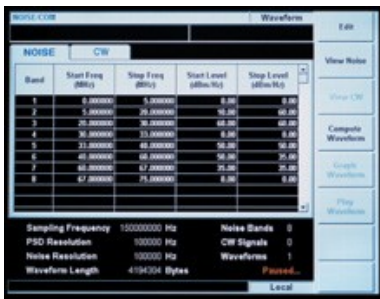 NOISE COM Waveform
Edit
NOISE CW
View Noise
Band Start Freq (MHz) Stop Freq (MHz) Start Level (dBm/Hz) Stop Level (dBm/Hz)
View CW
1 0.000000 5.000000 0.00 0.00
2 5.000000 20.000000 10.00 60.00
3 20.000000 30.000000 60.00 60.00
4 30.000000 33.000000 0.00 0.00
5 33.000000 40.000000 50.00 50.00
6 40.000000 60.000000 50.00 35.00
7 60.000000 67.000000 35.00 35.00
8 67.000000 75.000000 0.00 0.00
Compute Waveform
Graph Waveform
Play Waveform
Sampling Frequency 150000000 Hz Noise Bands 8
PSD Resolution 100000 Hz CW Signals 0
Noise Resolution 100000 Hz Waveforms 1
Waveform Length 4194304 Bytes Paused...
Local